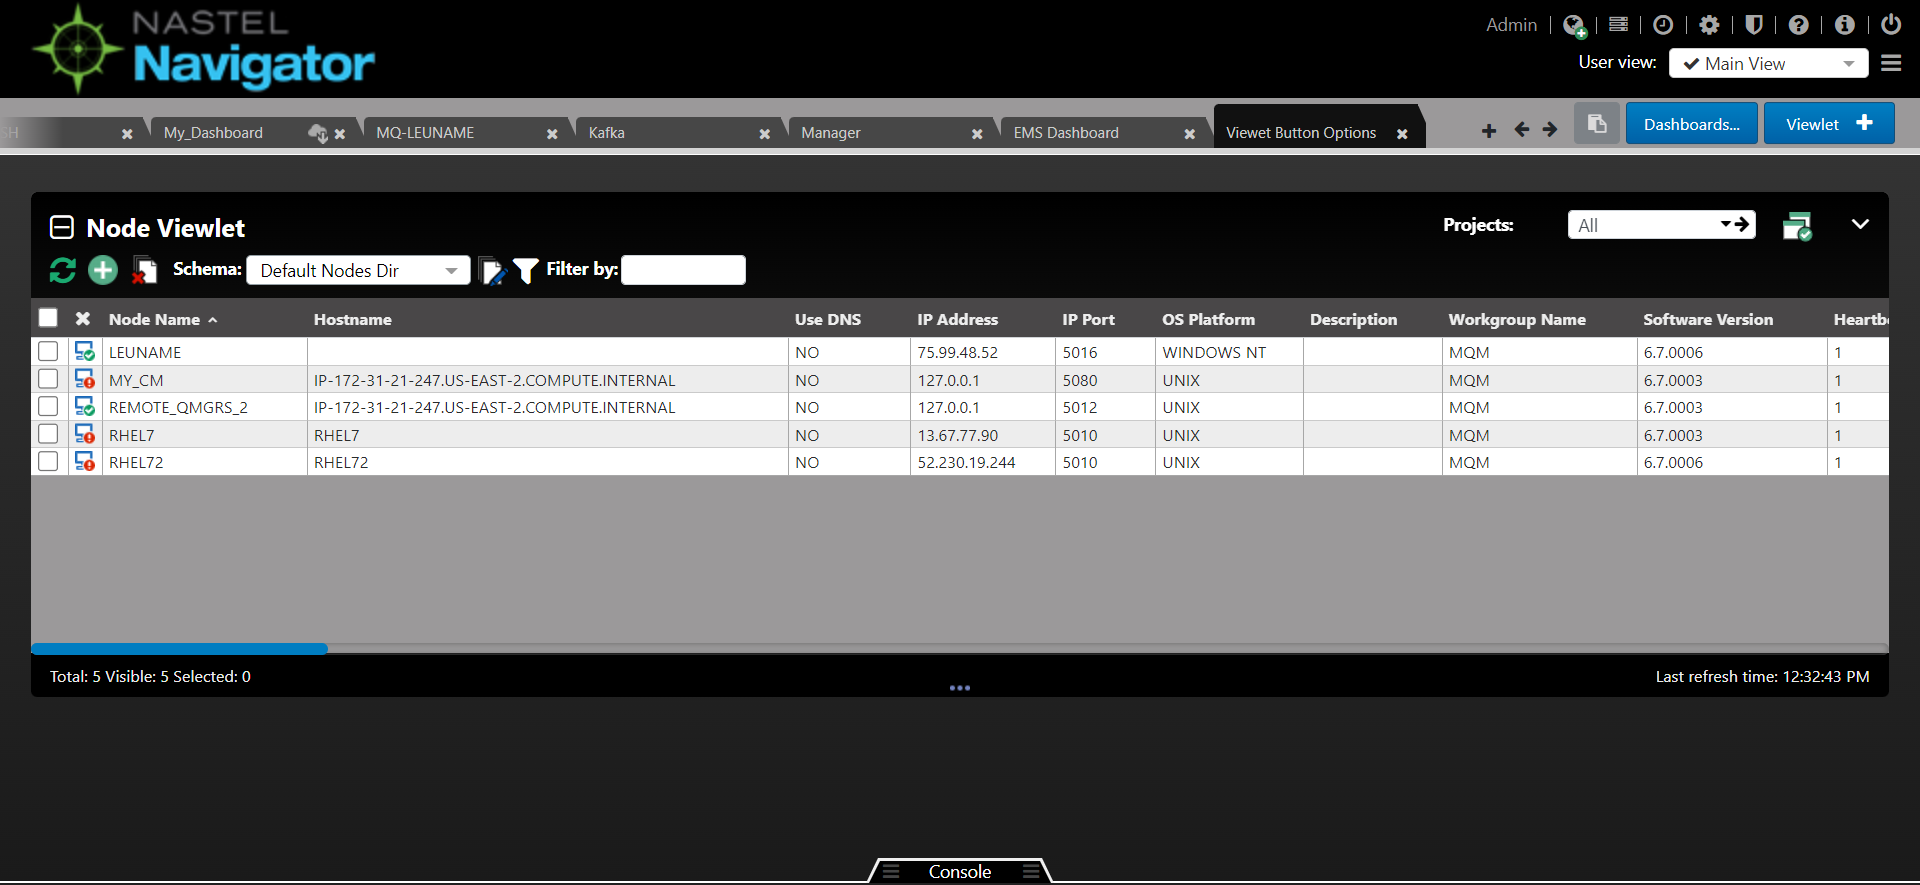 NASTEL
Navigator
Admin
User view: Main View
SH
My_Dashboard
MQ-LEUNAME
Kafka
Manager
EMS Dashboard
Viewet Button Options
Dashboards...
Viewlet
Node Viewlet
Projects: All
Schema: Default Nodes Dir Filter by:
Node Name Hostname Use DNS IP Address IP Port OS Platform Description Workgroup Name Software Version Heartbe
LEUNAME NO 75.99.48.52 5016 WINDOWS NT MQM 6.7.0006 1
MY_CM IP-172-31-21-247.US-EAST-2.COMPUTE.INTERNAL NO 127.0.0.1 5080 UNIX MQM 6.7.0003 1
REMOTE_QMGRS_2 IP-172-31-21-247.US-EAST-2.COMPUTE.INTERNAL NO 127.0.0.1 5012 UNIX MQM 6.7.0003 1
RHEL7 RHEL7 NO 13.67.77.90 5010 UNIX MQM 6.7.0003 1
RHEL72 RHEL72 NO 52.230.19.244 5010 UNIX MQM 6.7.0006 1
Total: 5 Visible: 5 Selected: 0
Last refresh time: 12:32:43 PM
Console